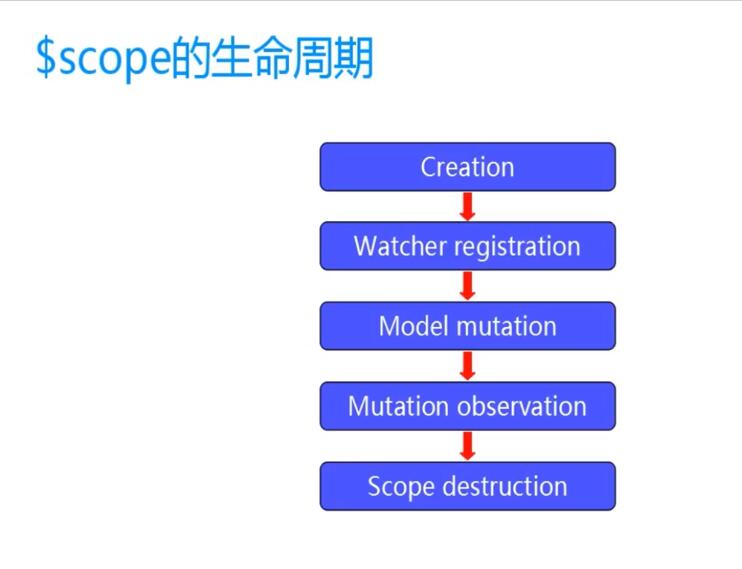 $scope的生命周期
Creation
Watcher registration
Model mutation
Mutation observation
Scope destruction